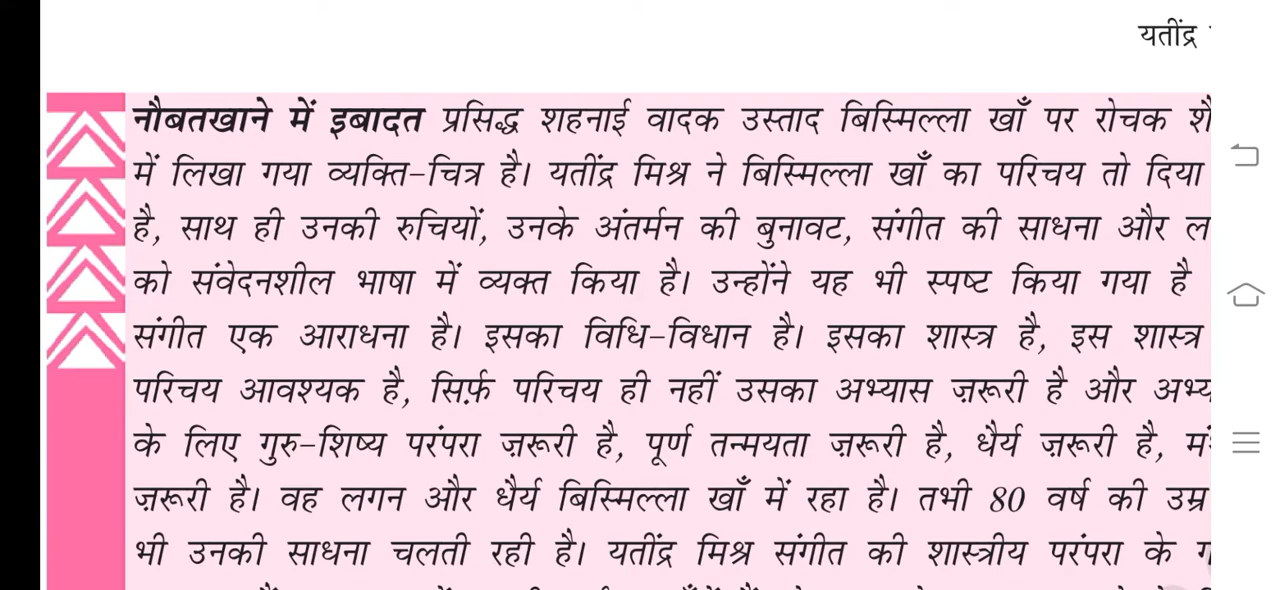 यतींद्र
नौबतखाने में इबादत प्रसिद्ध शहनाई वादक उस्ताद बिस्मिल्ला खाँ पर रोचक
में लिखा गया व्यक्ति-चित्र है। यतींद्र मिश्र ने बिस्मिल्ला खाँ का परिचय तो दिया
है, साथ ही उनकी रुचियों, उनके अंतर्मन की बुनावट, संगीत की साधना और
को संवेदनशील भाषा में व्यक्त किया है। उन्होंने यह भी स्पष्ट किया गया है
संगीत एक आराधना है। इसका विधि-विधान है। इसका शास्त्र है, इस शास्त्र
परिचय आवश्यक है, सिर्फ़ परिचय ही नहीं उसका अभ्यास ज़रूरी है और
के लिए गुरु-शिष्य परंपरा ज़रूरी है, पूर्ण तन्मयता ज़रूरी है, धैर्य ज़रूरी है,
ज़रूरी है। वह लगन और धैर्य बिस्मिल्ला खाँ में रहा है। तभी 80 वर्ष की उम्र
भी उनकी साधना चलती रही है। यतींद्र मिश्र संगीत की शास्त्रीय परंपरा के